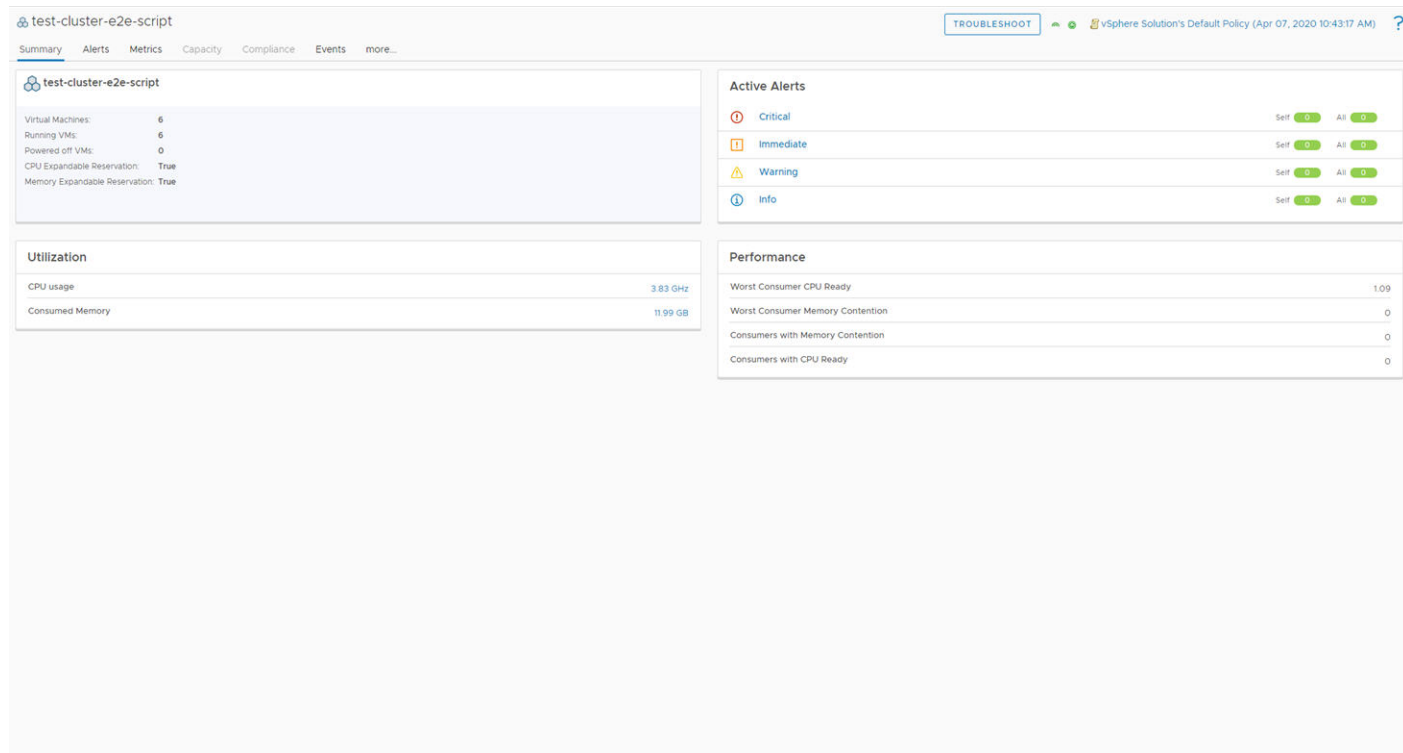 test-cluster-e2e-script
TROUBLESHOOT vSphere Solution's Default Policy (Apr 07, 2020 10:43:17 AM) ?
Summary Alerts Metrics Capacity Compliance Events more...
test-cluster-e2e-script
Virtual Machines: 6
Running VMs: 6
Powered off VMs: 0
CPU Expandable Reservation: True
Memory Expandable Reservation: True
Active Alerts
Critical Self 0 All 0
Immediate Self 0 All 0
Warning Self 0 All 0
Info Self 0 All 0
Utilization
CPU usage 3.83 GHz
Consumed Memory 11.99 GB
Performance
Worst Consumer CPU Ready 1.09
Worst Consumer Memory Contention 0
Consumers with Memory Contention 0
Consumers with CPU Ready 0